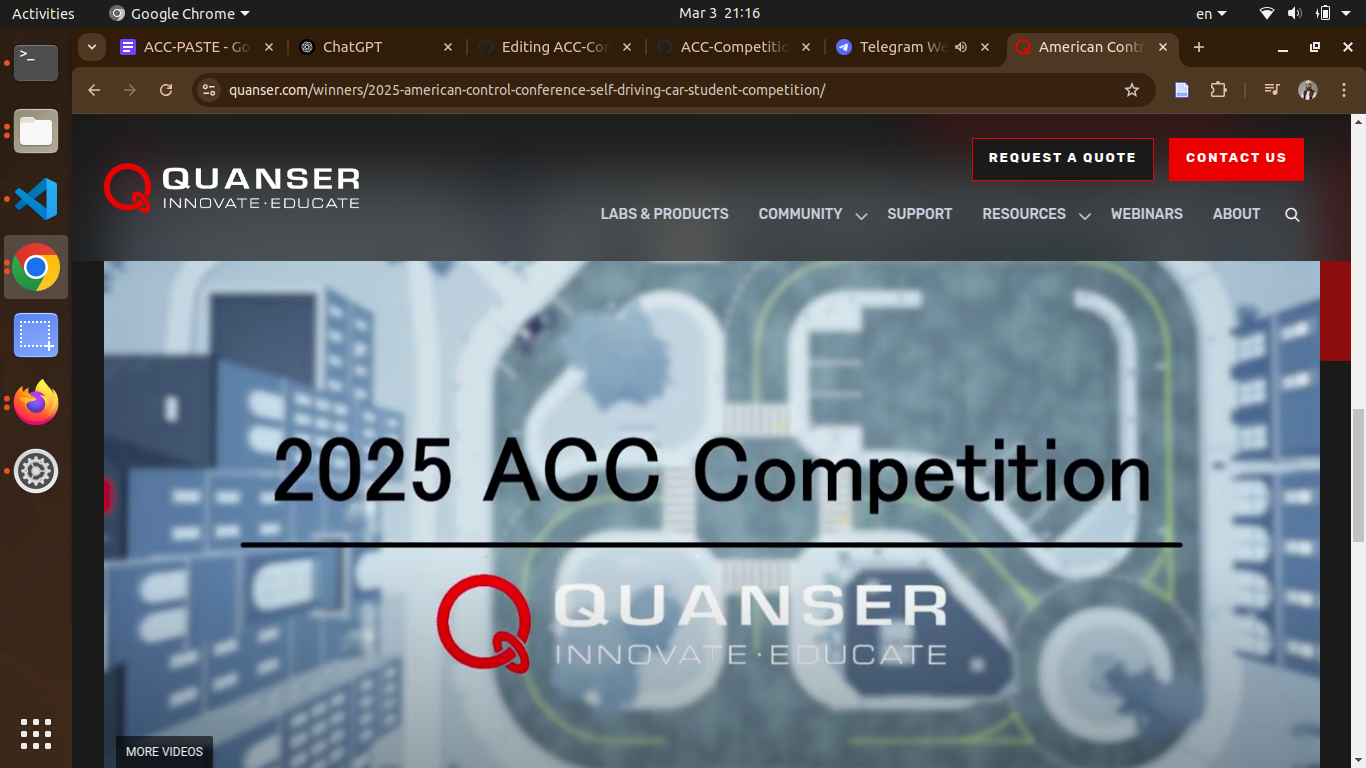 Activities
Google Chrome
Mar 3 21:16
en
ACC-PASTE - Go
ChatGPT
Editing ACC-Cor
ACC-Competitio
Telegram We
American Contr
quanser.com/winners/2025-american-control-conference-self-driving-car-student-competition/
REQUEST A QUOTE
CONTACT US
QUANSER
INNOVATE·EDUCATE
LABS & PRODUCTS
COMMUNITY
SUPPORT
RESOURCES
WEBINARS
ABOUT
2025 ACC Competition
QUANSER
INNOVATE·EDUCATE
MORE VIDEOS